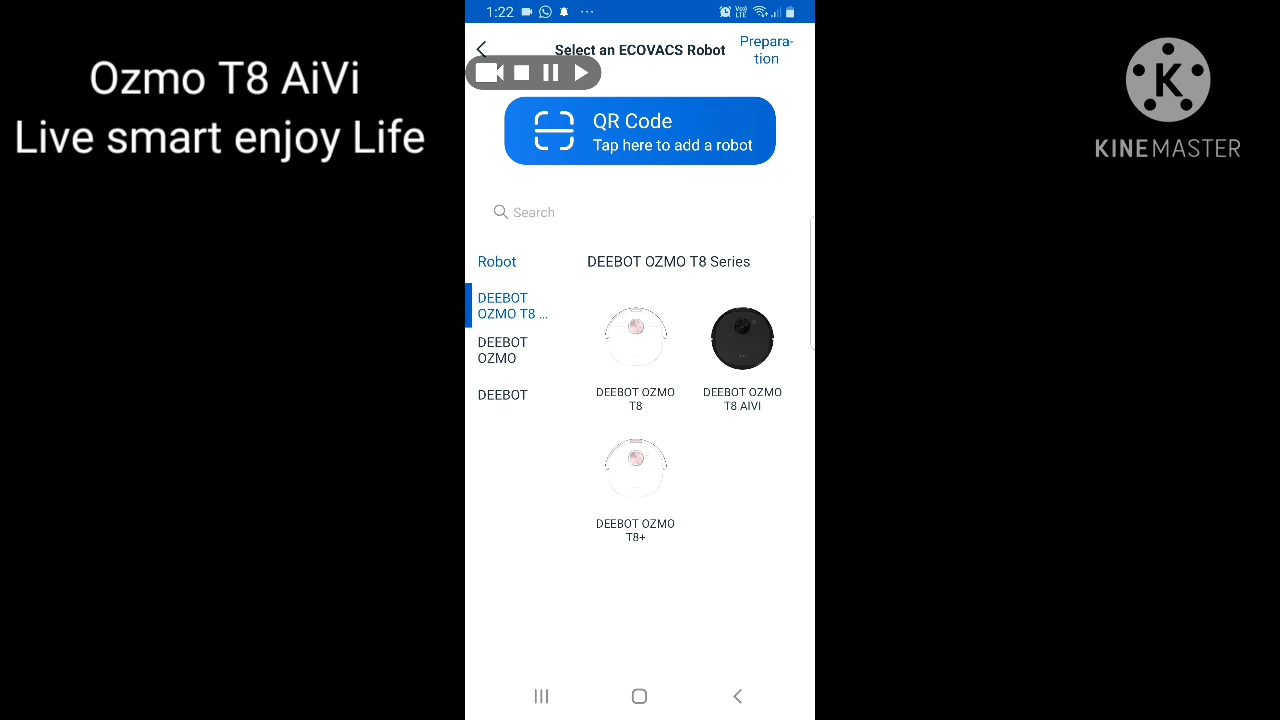 Ozmo T8 AiVi
Live smart enjoy Life
KINEMASTER
K
1:22
Vo)
LTE
Select an ECOVACS Robot
Prepara-
tion
QR Code
Tap here to add a robot
Search
Robot
DEEBOT OZMO T8 Series
DEEBOT
OZMO T8 ...
DEEBOT
OZMO
DEEBOT
DEEBOT OZMO
T8
DEEBOT OZMO
T8 AIVI
DEEBOT OZMO
T8+